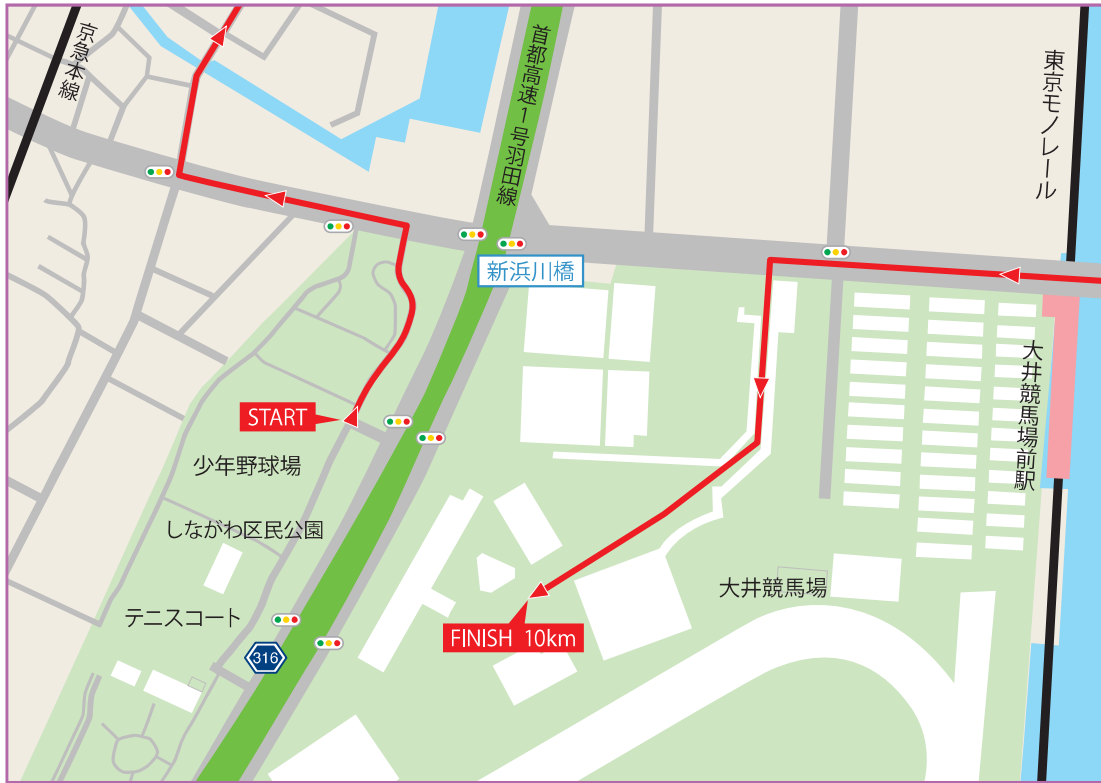 京急本線
首都高速1号羽田線
東京モノレール
新浜川橋
大井競馬場前駅
START
少年野球場
しながわ区民公園
大井競馬場
テニスコート
FINISH 10km
316